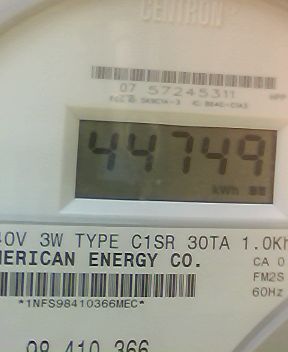 CENTRON
07 57245311
44749
kWh
40V 3W TYPE C1SR 30TA 1.0Kh
MERICAN ENERGY CO.
CA 0
FM2S
*1NFS98410366MEC*
60Hz
98 410 366